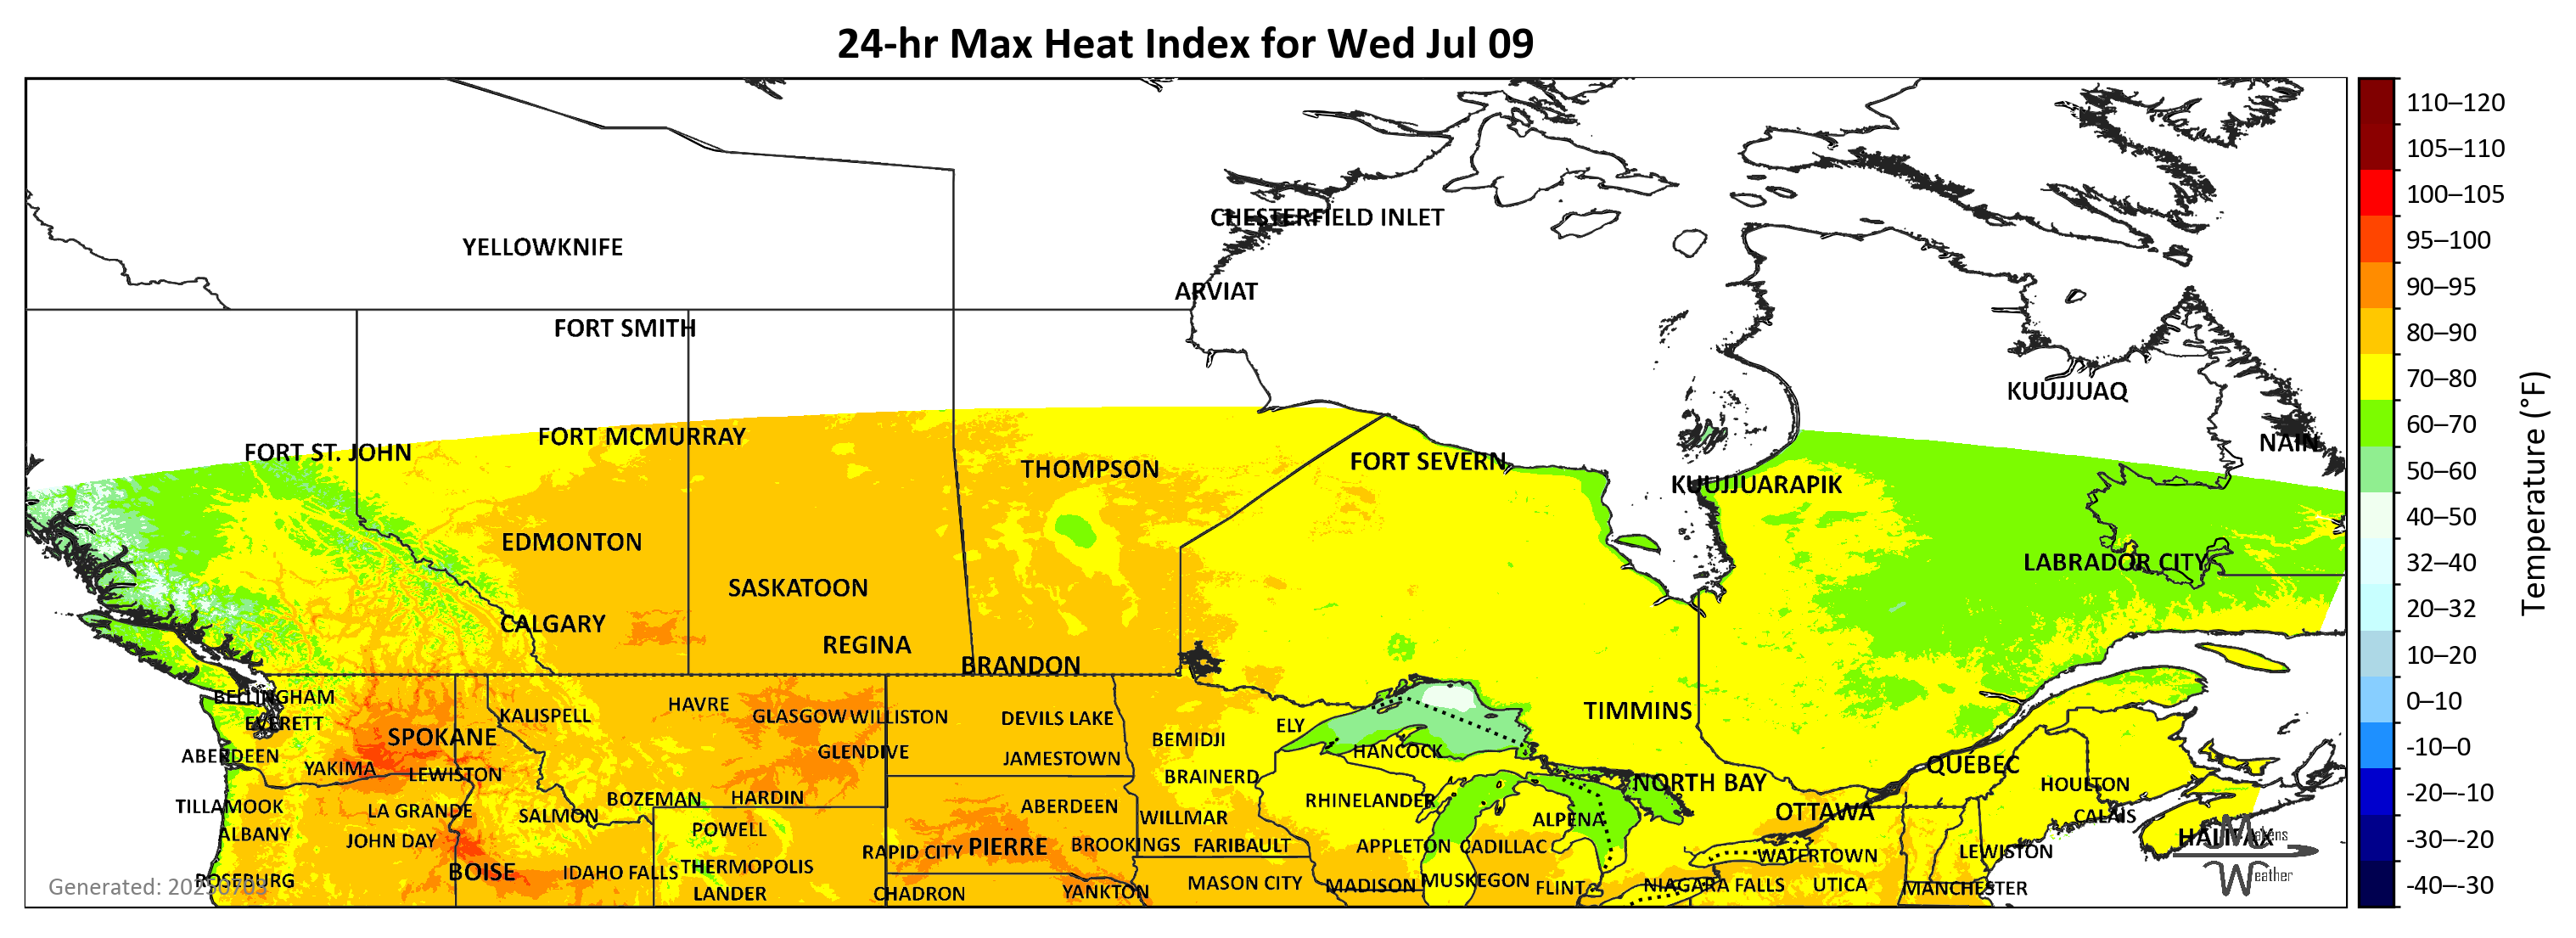 24-hr Max Heat Index for Wed Jul 09
CHESTERFIELD INLET
YELLOWKNIFE
ARVIAT
FORT SMITH
KUUJJUAQ
FORT MCMURRAY
NAIN
FORT ST. JOHN
FORT SEVERN
THOMPSON
KUUJJUARAPIK
EDMONTON
LABRADOR CITY
SASKATOON
CALGARY
REGINA
BRANDON
BELLINGHAM
HAVRE
TIMMINS
KALISPELL
GLASGOW WILLISTON
DEVILS LAKE
EVERETT
ELY
SPOKANE
BEMIDJI
HANCOCK
GLENDIVE
ABERDEEN
JAMESTOWN
QUÉBEC
YAKIMA
LEWISTON
BRAINERD
NORTH BAY
HOULTON
BOZEMAN
HARDIN
RHINELANDER
TILLAMOOK
ABERDEEN
LA GRANDE
OTTAWA
SALMON
CALAIS
WILLMAR
ALPENA
POWELL
ALBANY
HALIFAX
JOHN DAY
BROOKINGS
FARIBAULT
APPLETON
CADILLAC
PIERRE
RAPID CITY
LEWISTON
WATERTOWN
THERMOPOLIS
BOISE
IDAHO FALLS
ROSEBURG
MUSKEGON
MASON CITY
NIAGARA FALLS
UTICA
MADISON
FLINT
MANCHESTER
YANKTON
LANDER
CHADRON
Generated: 20250703
Matens
Weather
110–120
105–110
100–105
95–100
90–95
80–90
70–80
60–70
50–60
40–50
32–40
20–32
10–20
0–10
-10–0
-20–-10
-30–-20
-40–-30
Temperature (°F)